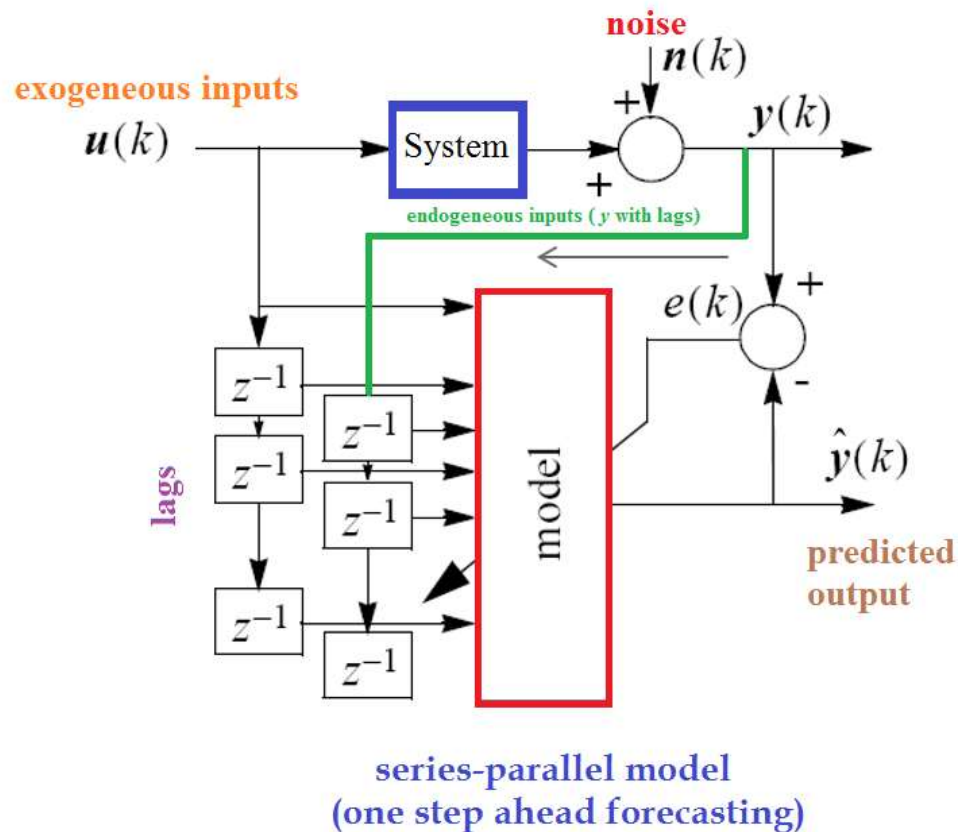 noise
n(k)
exogeneous inputs
u(k)
System
+
+
y(k)
endogeneous inputs ( y with lags)
e(k)
+
-
z⁻¹
z⁻¹
z⁻¹
z⁻¹
z⁻¹
z⁻¹
lags
model
ŷ(k)
predicted
output
series-parallel model
(one step ahead forecasting)